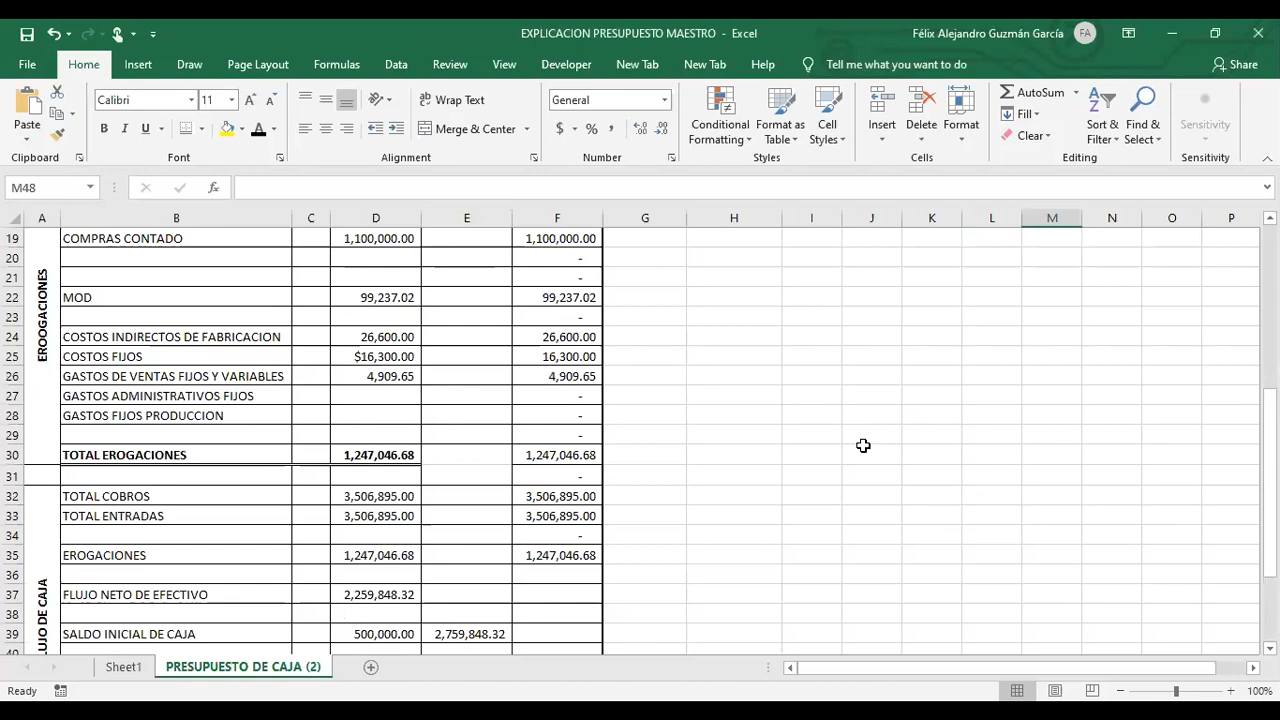 EXPLICACION PRESUPUESTO MAESTRO - Excel
Félix Alejandro Guzmán García
FA
File Home Insert Draw Page Layout Formulas Data Review View Developer New Tab New Tab Help Tell me what you want to do
Share
Paste
Clipboard
Calibri 11
B I U
Font
Wrap Text
Merge & Center
Alignment
General
$ % ,
Number
Conditional Formatting
Format as Table
Cell Styles
Styles
Insert
Delete
Format
Cells
AutoSum
Fill
Clear
Sort & Filter
Find & Select
Editing
Sensitivity
Sensitivity
M48
fx
A B C D E F G H I J K L M N O P
EROOGACIONES
19 COMPRAS CONTADO 1,100,000.00 1,100,000.00
20 -
21 -
22 MOD 99,237.02 99,237.02
23 -
24 COSTOS INDIRECTOS DE FABRICACION 26,600.00 26,600.00
25 COSTOS FIJOS $16,300.00 16,300.00
26 GASTOS DE VENTAS FIJOS Y VARIABLES 4,909.65 4,909.65
27 GASTOS ADMINISTRATIVOS FIJOS -
28 GASTOS FIJOS PRODUCCION -
29 -
30 TOTAL EROGACIONES 1,247,046.68 1,247,046.68
31 -
32 TOTAL COBROS 3,506,895.00 3,506,895.00
33 TOTAL ENTRADAS 3,506,895.00 3,506,895.00
34 -
35 EROGACIONES 1,247,046.68 1,247,046.68
36
37 FLUJO NETO DE EFECTIVO 2,259,848.32
38
39 SALDO INICIAL DE CAJA 500,000.00 2,759,848.32
40
UJO DE CAJA
Sheet1 PRESUPUESTO DE CAJA (2)
Ready
100%